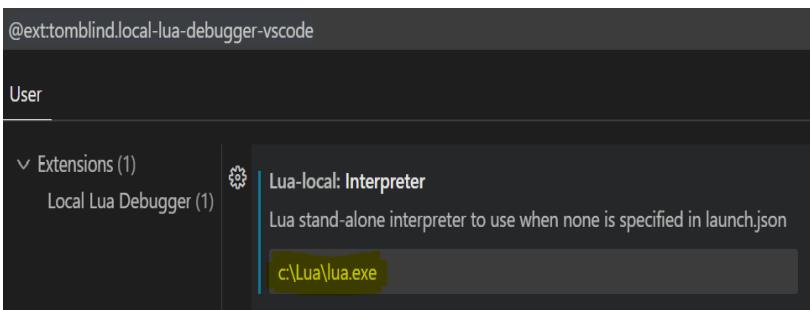 @ext:tomblind.local-lua-debugger-vscode
User
Extensions (1)
Local Lua Debugger (1)
Lua-local: Interpreter
Lua stand-alone interpreter to use when none is specified in launch.json
c:\Lua\lua.exe